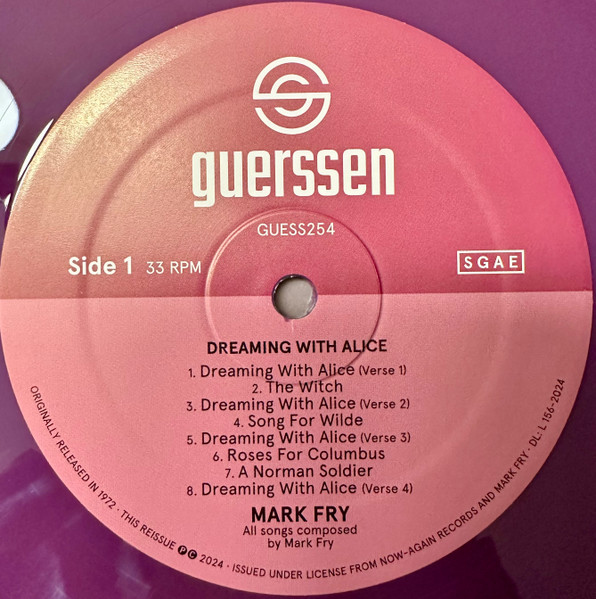 guerssen
GUESS254
Side 1 33 RPM
SGAE
DREAMING WITH ALICE
1. Dreaming With Alice (Verse 1)
2. The Witch
3. Dreaming With Alice (Verse 2)
4. Song For Wilde
5. Dreaming With Alice (Verse 3)
6. Roses For Columbus
7. A Norman Soldier
8. Dreaming With Alice (Verse 4)
MARK FRY
All songs composed
by Mark Fry
ORIGINALLY RELEASED IN 1972 · THIS REISSUE ℗ © 2024 · ISSUED UNDER LICENSE FROM NOW-AGAIN RECORDS AND MARK FRY · DL: L 156-2024